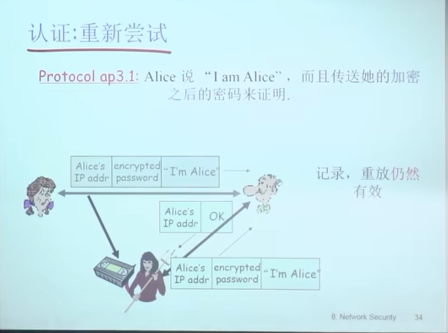 认证:重新尝试
Protocol ap3.1: Alice 说 “I am Alice”, 而且传送她的加密
之后的密码来证明.
Alice's IP addr
encrypted password
“I'm Alice”
记录，重放仍然
有效
Alice's IP addr
OK
Alice's IP addr
encrypted password
“I'm Alice”
8: Network Security
34